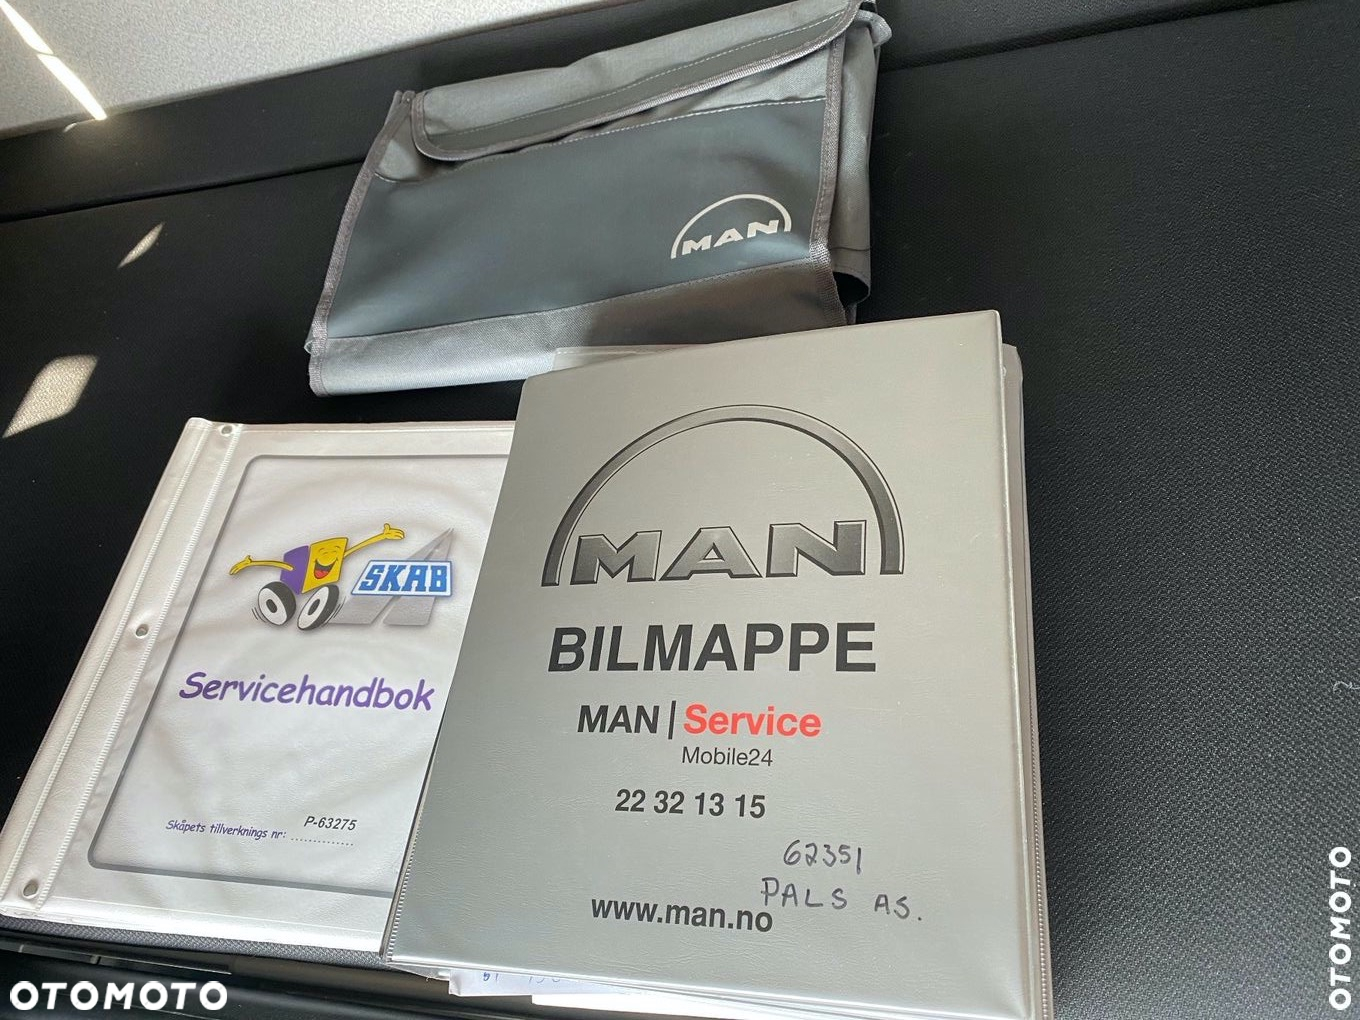 MAN
MAN
BILMAPPE
MAN | Service
Mobile24
22 32 13 15
62351
PALS AS.
www.man.no
SKAB
Servicehandbok
Skåpets tillverknings nr: P-63275
OTOMOTO
OTOMOTO